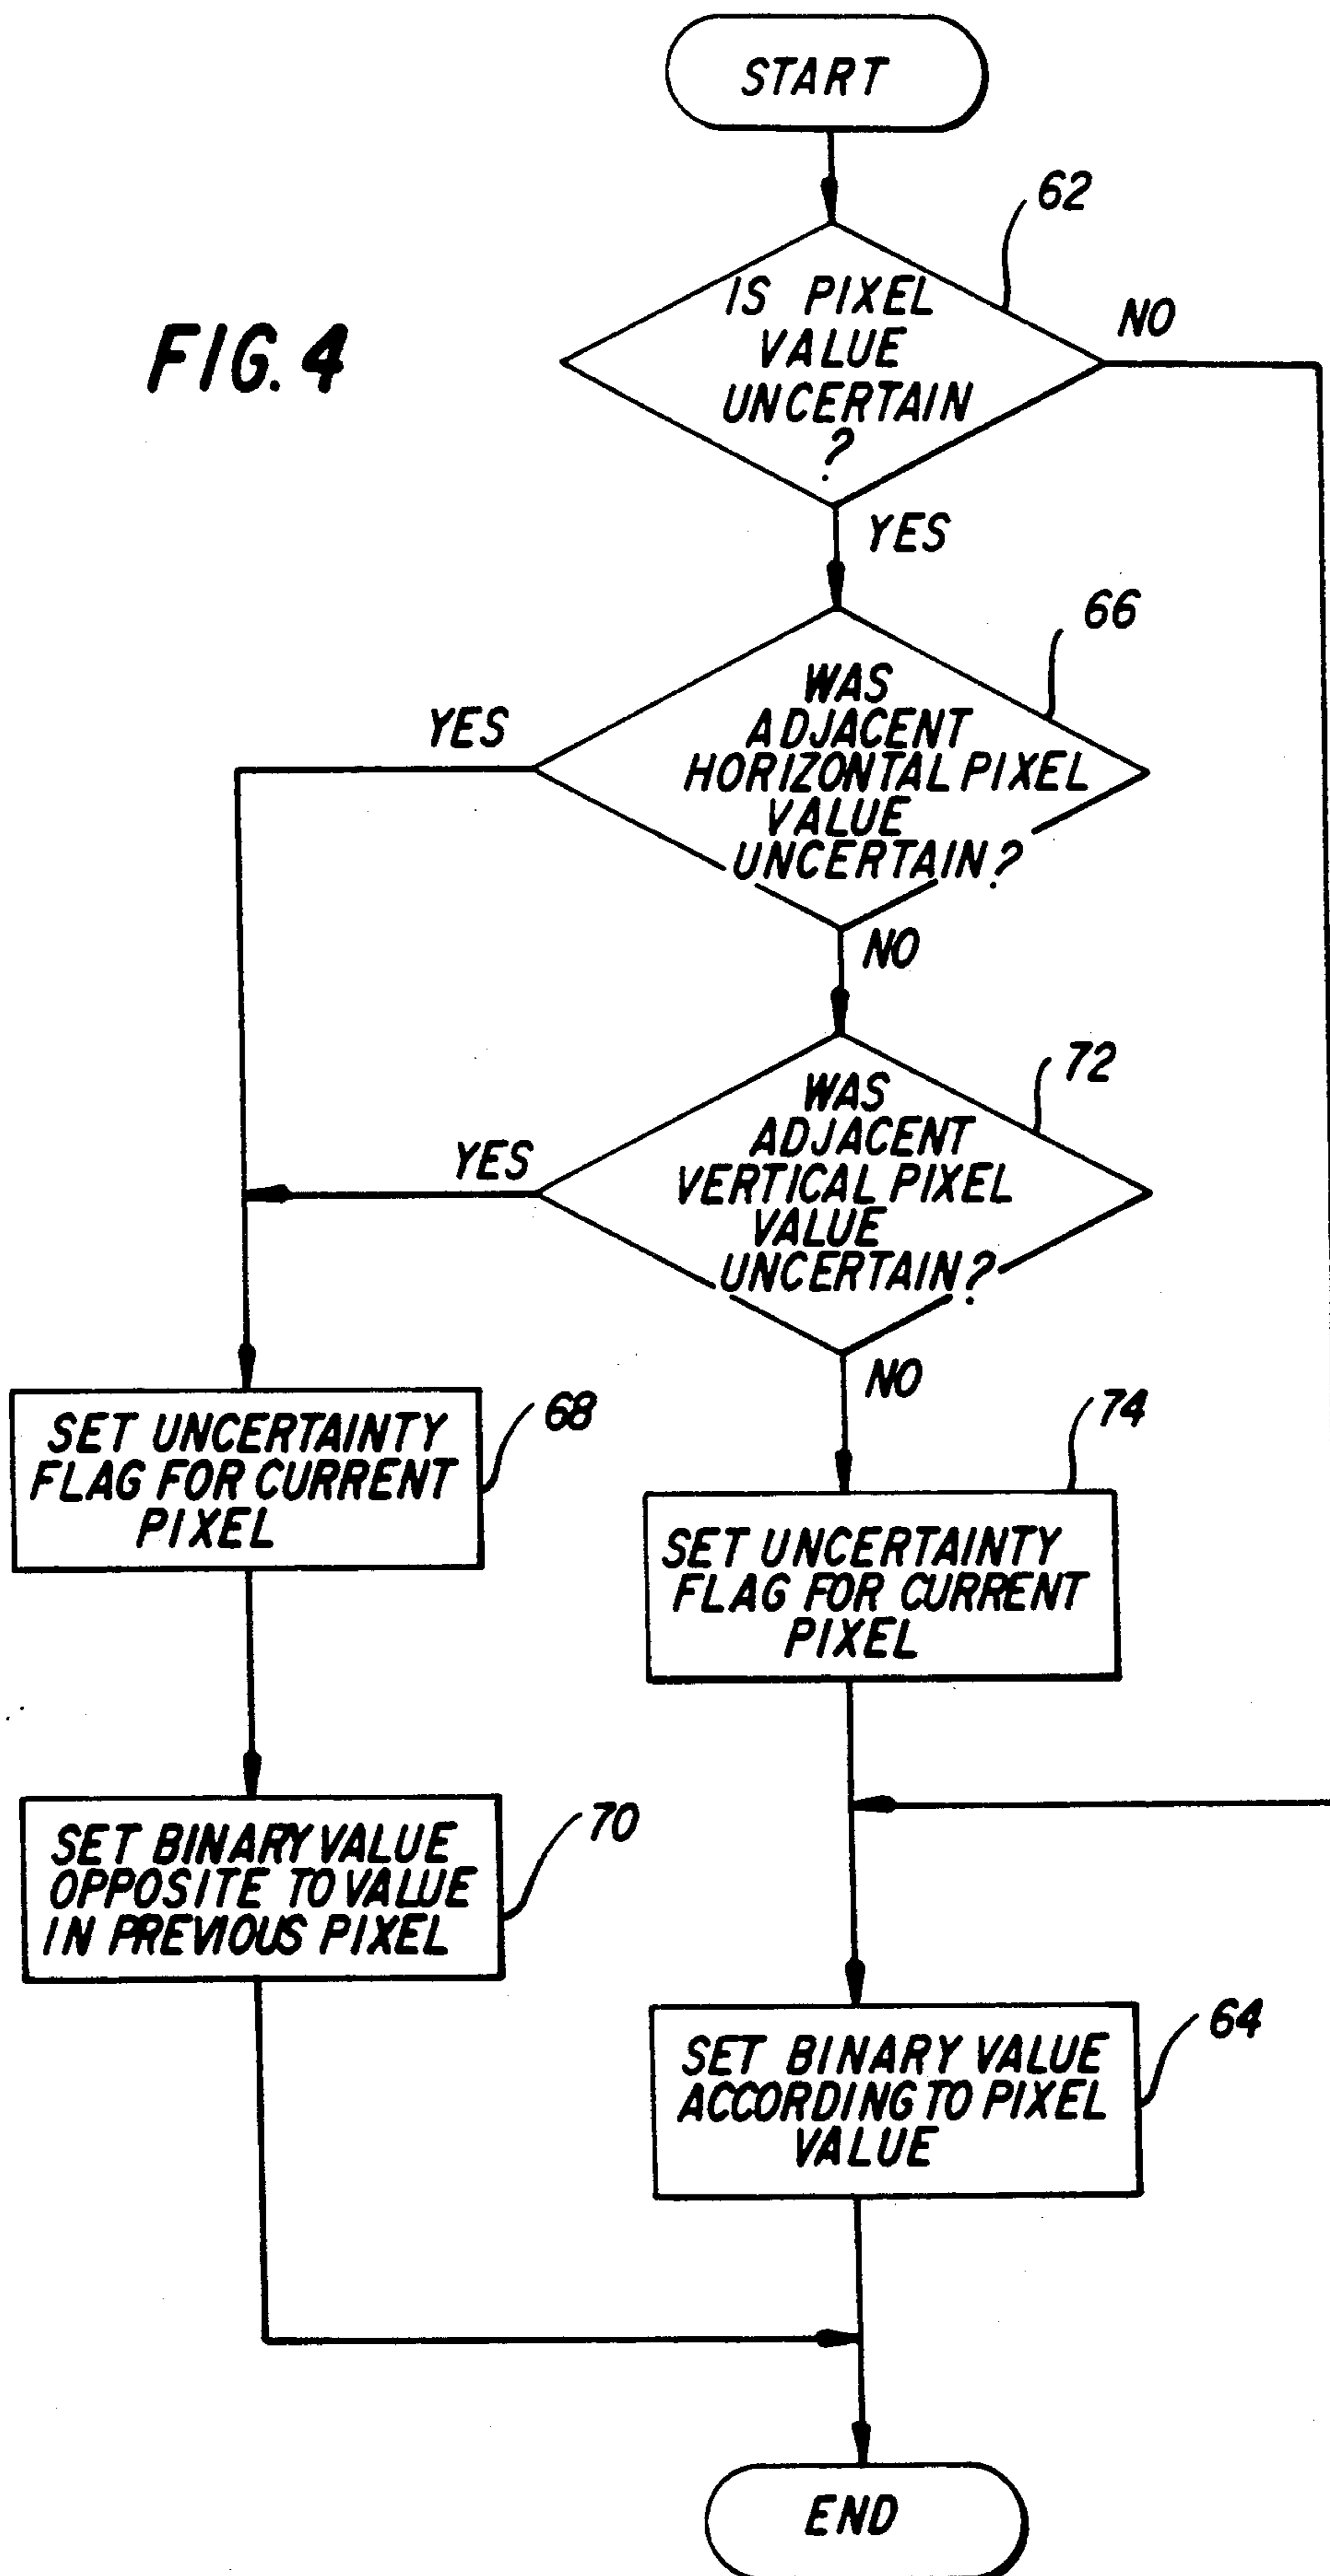 START
62
IS PIXEL
VALUE
UNCERTAIN
?
NO
FIG. 4
YES
66
WAS
ADJACENT
HORIZONTAL PIXEL
VALUE
UNCERTAIN?
YES
NO
72
WAS
ADJACENT
VERTICAL PIXEL
VALUE
UNCERTAIN?
YES
NO
68
SET UNCERTAINTY
FLAG FOR CURRENT
PIXEL
74
SET UNCERTAINTY
FLAG FOR CURRENT
PIXEL
70
SET BINARY VALUE
OPPOSITE TO VALUE
IN PREVIOUS PIXEL
64
SET BINARY VALUE
ACCORDING TO PIXEL
VALUE
END